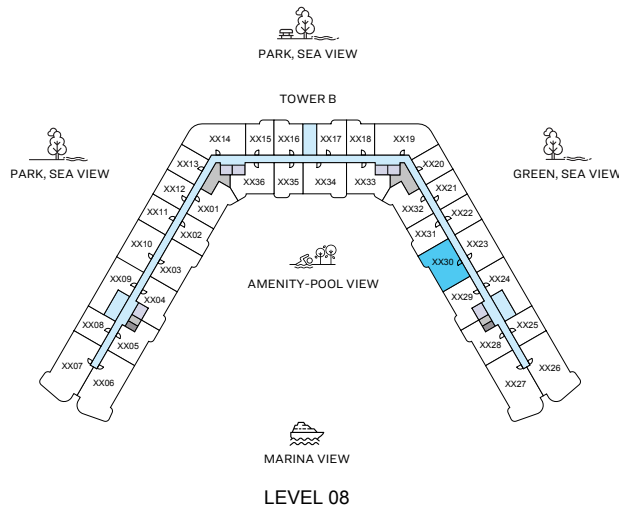 PARK, SEA VIEW
TOWER B
PARK, SEA VIEW
GREEN, SEA VIEW
XX14
XX15
XX16
XX17
XX18
XX19
XX13
XX36
XX35
XX34
XX33
XX20
XX12
XX01
XX32
XX21
XX11
XX02
XX31
XX22
XX10
XX03
XX30
XX23
XX09
XX04
XX29
XX24
XX08
XX05
XX28
XX25
XX07
XX06
XX27
XX26
AMENITY-POOL VIEW
MARINA VIEW
LEVEL 08